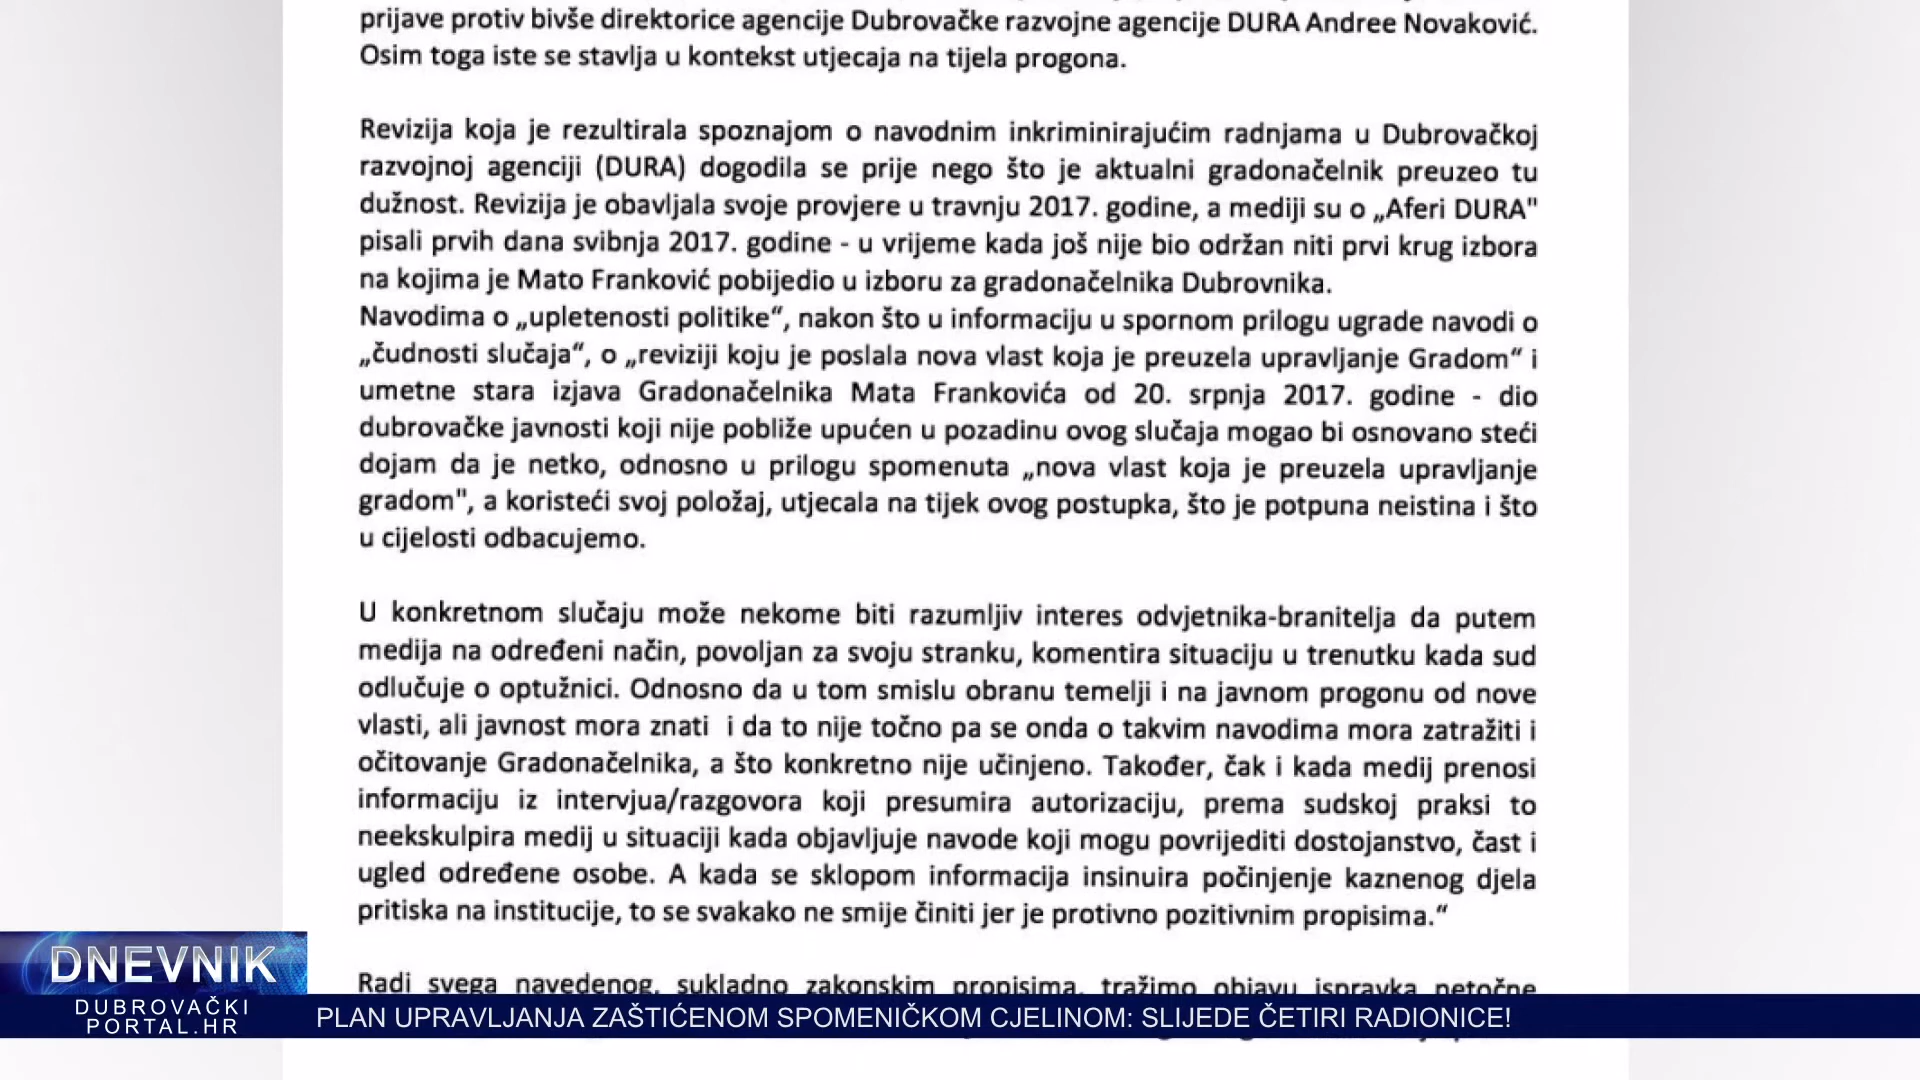 prijave protiv bivše direktorice agencije Dubrovačke razvojne agencije DURA Andree Novaković.
Osim toga iste se stavlja u kontekst utjecaja na tijela progona.
Revizija koja je rezultirala spoznajom o navodnim inkriminirajućim radnjama u Dubrovačkoj
razvojnoj agenciji (DURA) dogodila se prije nego što je aktualni gradonačelnik preuzeo tu
dužnost. Revizija je obavljala svoje provjere u travnju 2017. godine, a mediji su o „Aferi DURA"
pisali prvih dana svibnja 2017. godine - u vrijeme kada još nije bio održan niti prvi krug izbora
na kojima je Mato Franković pobijedio u izboru za gradonačelnika Dubrovnika.
Navodima o „upletenosti politike“, nakon što u informaciju u spornom prilogu ugrade navodi o
„čudnosti slučaja“, o „reviziji koju je poslala nova vlast koja je preuzela upravljanje Gradom“ i
umetne stara izjava Gradonačelnika Mata Frankovića od 20. srpnja 2017. godine - dio
dubrovačke javnosti koji nije pobliže upućen u pozadinu ovog slučaja mogao bi osnovano steći
dojam da je netko, odnosno u prilogu spomenuta „nova vlast koja je preuzela upravljanje
gradom", a koristeći svoj položaj, utjecala na tijek ovog postupka, što je potpuna neistina i što
u cijelosti odbacujemo.
U konkretnom slučaju može nekome biti razumljiv interes odvjetnika-branitelja da putem
medija na određeni način, povoljan za svoju stranku, komentira situaciju u trenutku kada sud
odlučuje o optužnici. Odnosno da u tom smislu obranu temelji i na javnom progonu od nove
vlasti, ali javnost mora znati i da to nije točno pa se onda o takvim navodima mora zatražiti i
očitovanje Gradonačelnika, a što konkretno nije učinjeno. Također, čak i kada medij prenosi
informaciju iz intervjua/razgovora koji presumira autorizaciju, prema sudskoj praksi to
neekskulpira medij u situaciji kada objavljuje navode koji mogu povrijediti dostojanstvo, čast i
ugled određene osobe. A kada se sklopom informacija insinuira počinjenje kaznenog djela
pritiska na institucije, to se svakako ne smije činiti jer je protivno pozitivnim propisima.“
Radi svega navedenog, sukladno zakonskim propisima, tražimo objavu ispravka netočne
DNEVNIK
DUBROVAČKI
PORTAL.HR
PLAN UPRAVLJANJA ZAŠTIĆENOM SPOMENIČKOM CJELINOM: SLIJEDE ČETIRI RADIONICE!